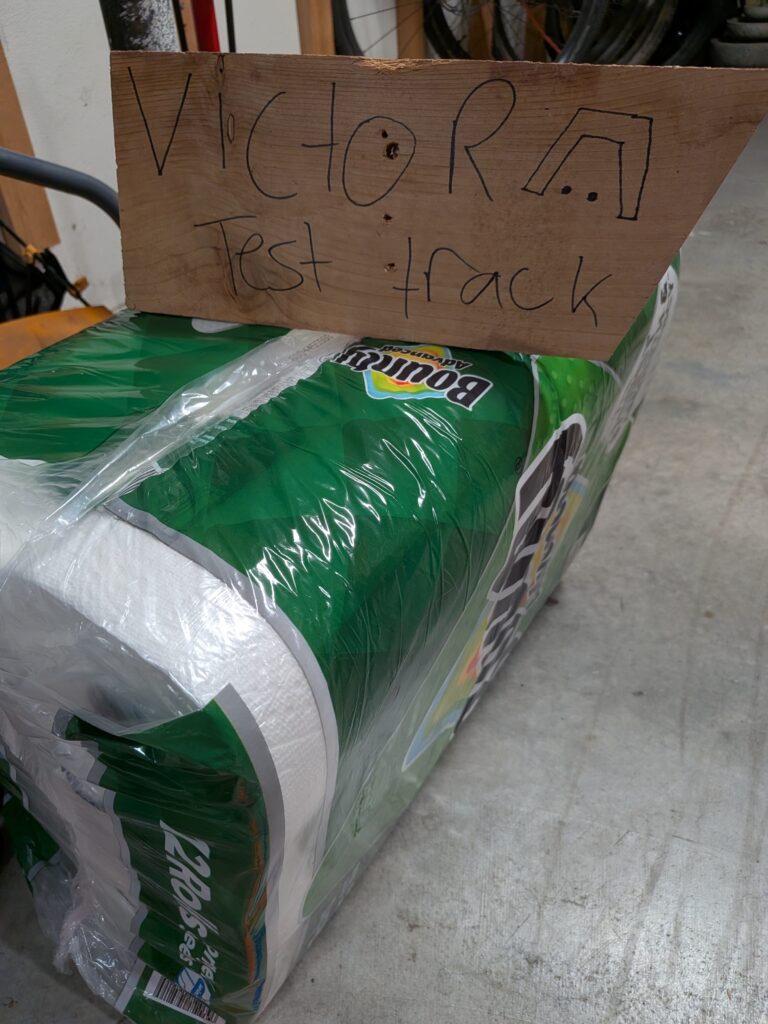 VICtOR
Test track
Bounty
Advanced
12 Rolls